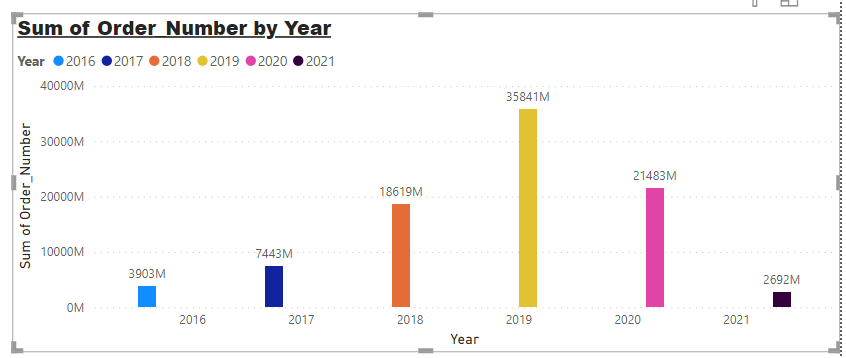 Sum of Order_Number by Year
Year 2016 2017 2018 2019 2020 2021
40000M
35841M
30000M
21483M
20000M
18619M
10000M
7443M
3903M
2692M
0M
Sum of Order_Number
2016 2017 2018 2019 2020 2021
Year